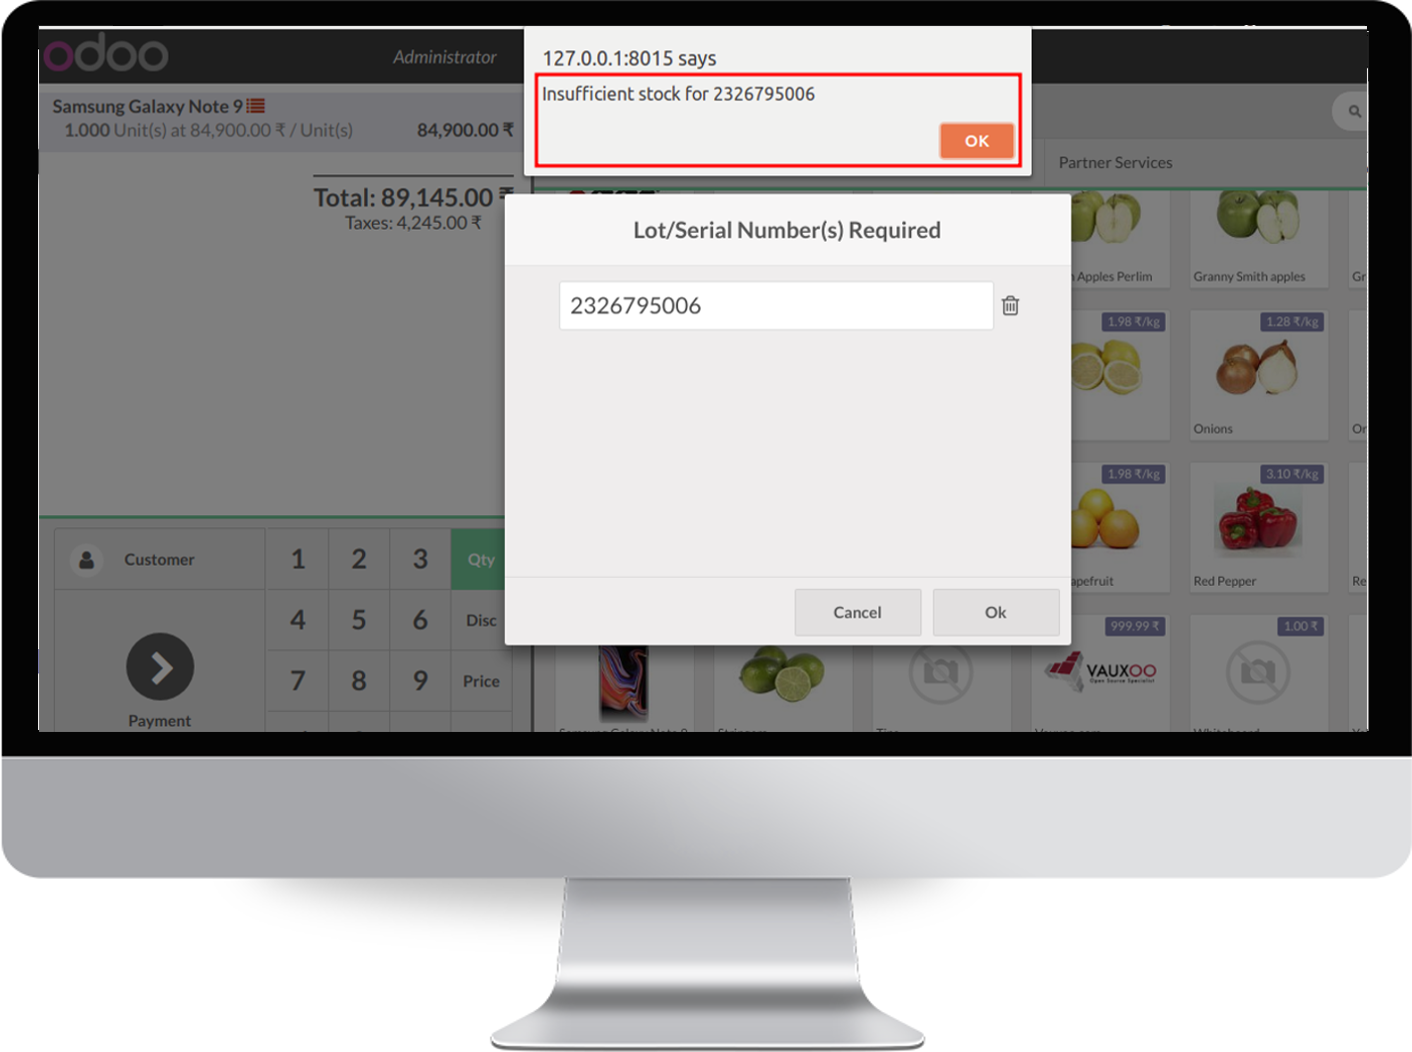 odoo
Administrator
127.0.0.1:8015 says
Insufficient stock for 2326795006
OK
Samsung Galaxy Note 9
1.000 Unit(s) at 84,900.00 ₹ / Unit(s) 84,900.00 ₹
Total: 89,145.00 ₹
Taxes: 4,245.00 ₹
Partner Services
Lot/Serial Number(s) Required
2326795006
Cancel
Ok
Apples Perlim
Granny Smith apples
Gr
1.98 ₹/kg
1.28 ₹/kg
Onions
Or
1.98 ₹/kg
3.10 ₹/kg
apefruit
Red Pepper
Re
999.99 ₹
1.00 ₹
VAUXOO
Open Source Specialist
Customer
1 2 3 Qty
4 5 6 Disc
7 8 9 Price
Payment